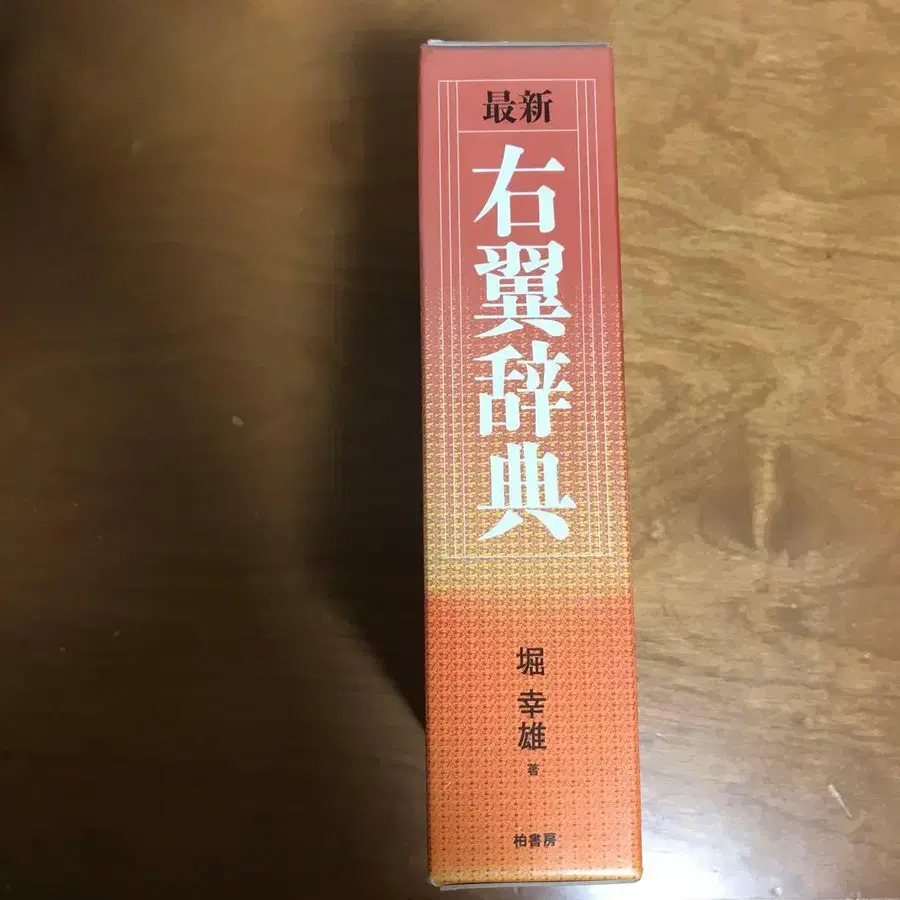 最新
右翼辞典
堀 幸雄 著
柏書房